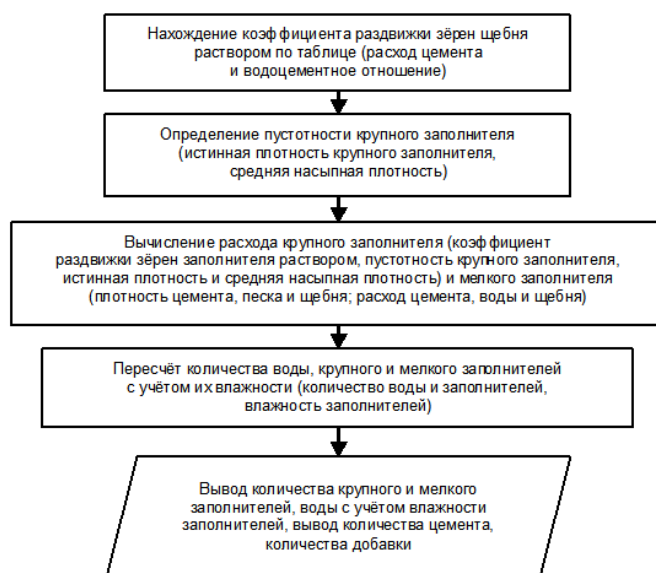 Нахождение коэффициента раздвижки зёрен щебня
раствором по таблице (расход цемента
и водоцементное отношение)
Определение пустотности крупного заполнителя
(истинная плотность крупного заполнителя,
средняя насыпная плотность)
Вычисление расхода крупного заполнителя (коэффициент
раздвижки зёрен заполнителя раствором, пустотность крупного заполнителя,
истинная плотность и средняя насыпная плотность) и мелкого заполнителя
(плотность цемента, песка и щебня; расход цемента, воды и щебня)
Пересчёт количества воды, крупного и мелкого заполнителей
с учётом их влажности (количество воды и заполнителей,
влажность заполнителей)
Вывод количества крупного и мелкого
заполнителей, воды с учётом влажности
заполнителей, вывод количества цемента,
количества добавки